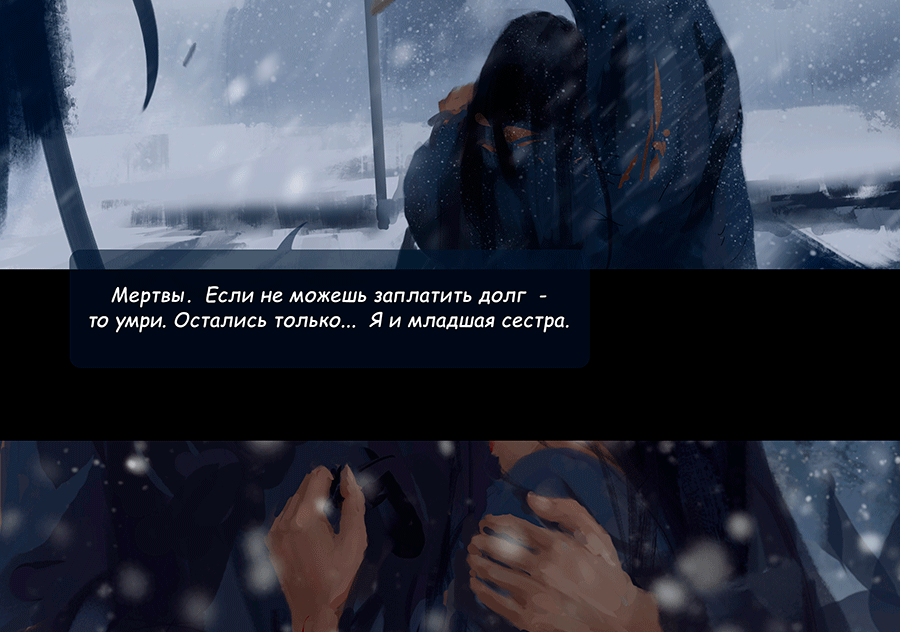 Мертвы. Если не можешь заплатить долг -
то умри. Остались только... Я и младшая сестра.